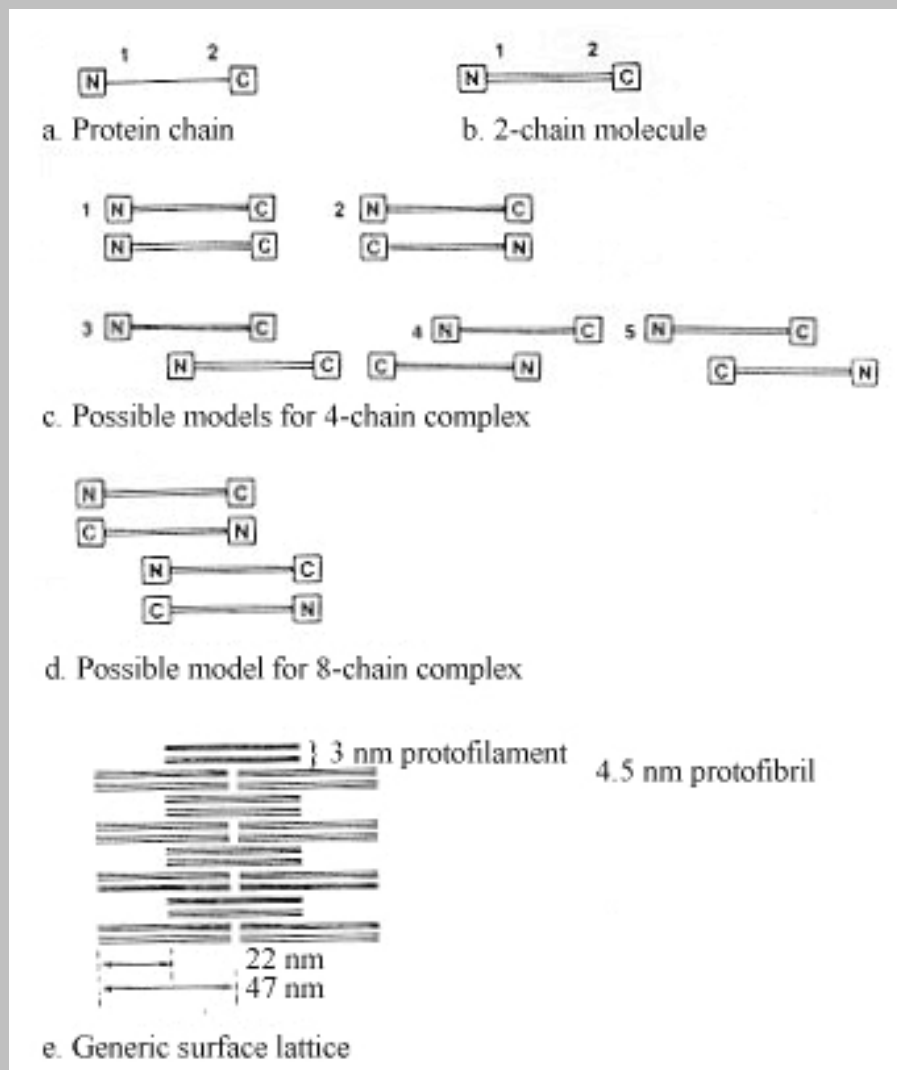 1 2 1 2
N C N C
a. Protein chain b. 2-chain molecule
1 N C 2 N C
N C C N
3 N C 4 N C 5 N C
N C C N C N
c. Possible models for 4-chain complex
N C
C N
N C
C N
d. Possible model for 8-chain complex
} 3 nm protofilament
4.5 nm protofibril
22 nm
47 nm
e. Generic surface lattice